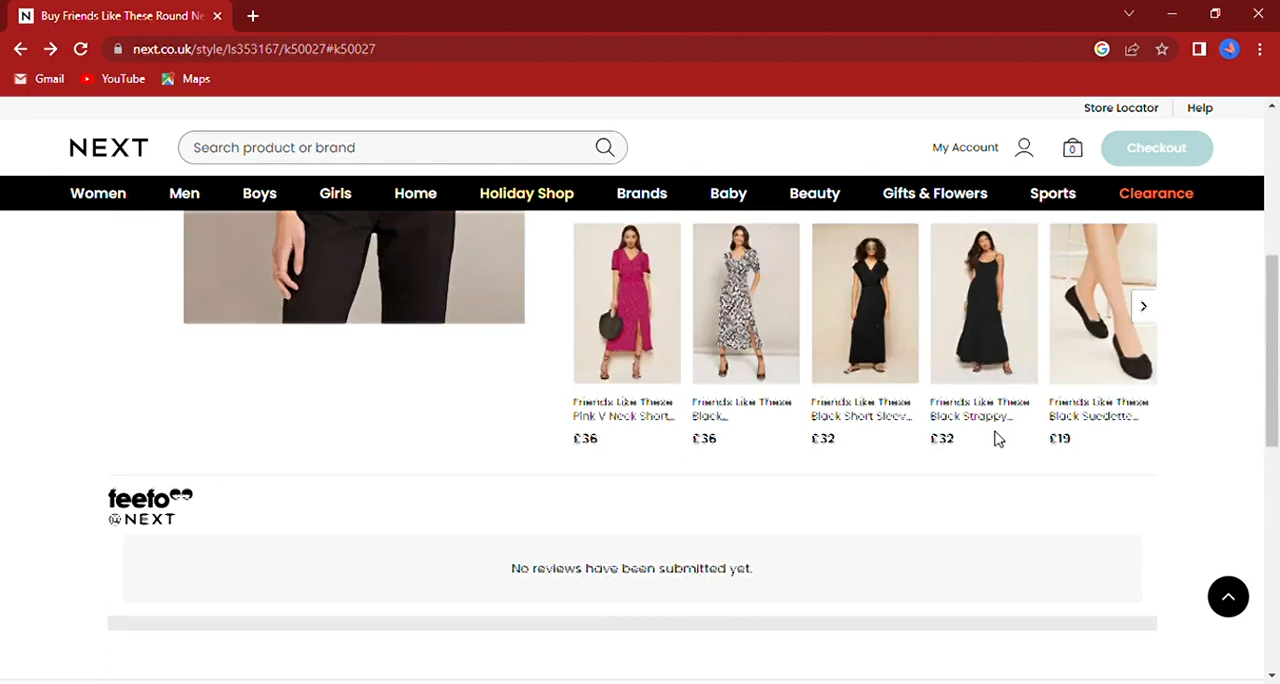 Buy Friends Like These Round Ne
next.co.uk/style/ls353167/k50027#k50027
Gmail YouTube Maps
Store Locator Help
NEXT Search product or brand My Account 0 Checkout
Women Men Boys Girls Home Holiday Shop Brands Baby Beauty Gifts & Flowers Sports Clearance
Friends Like These
Pink V Neck Short...
£36
Friends Like These
Black...
£36
Friends Like These
Black Short Sleev...
£32
Friends Like These
Black Strappy...
£32
Friends Like These
Black Suedette...
£19
feefo
@NEXT
No reviews have been submitted yet.